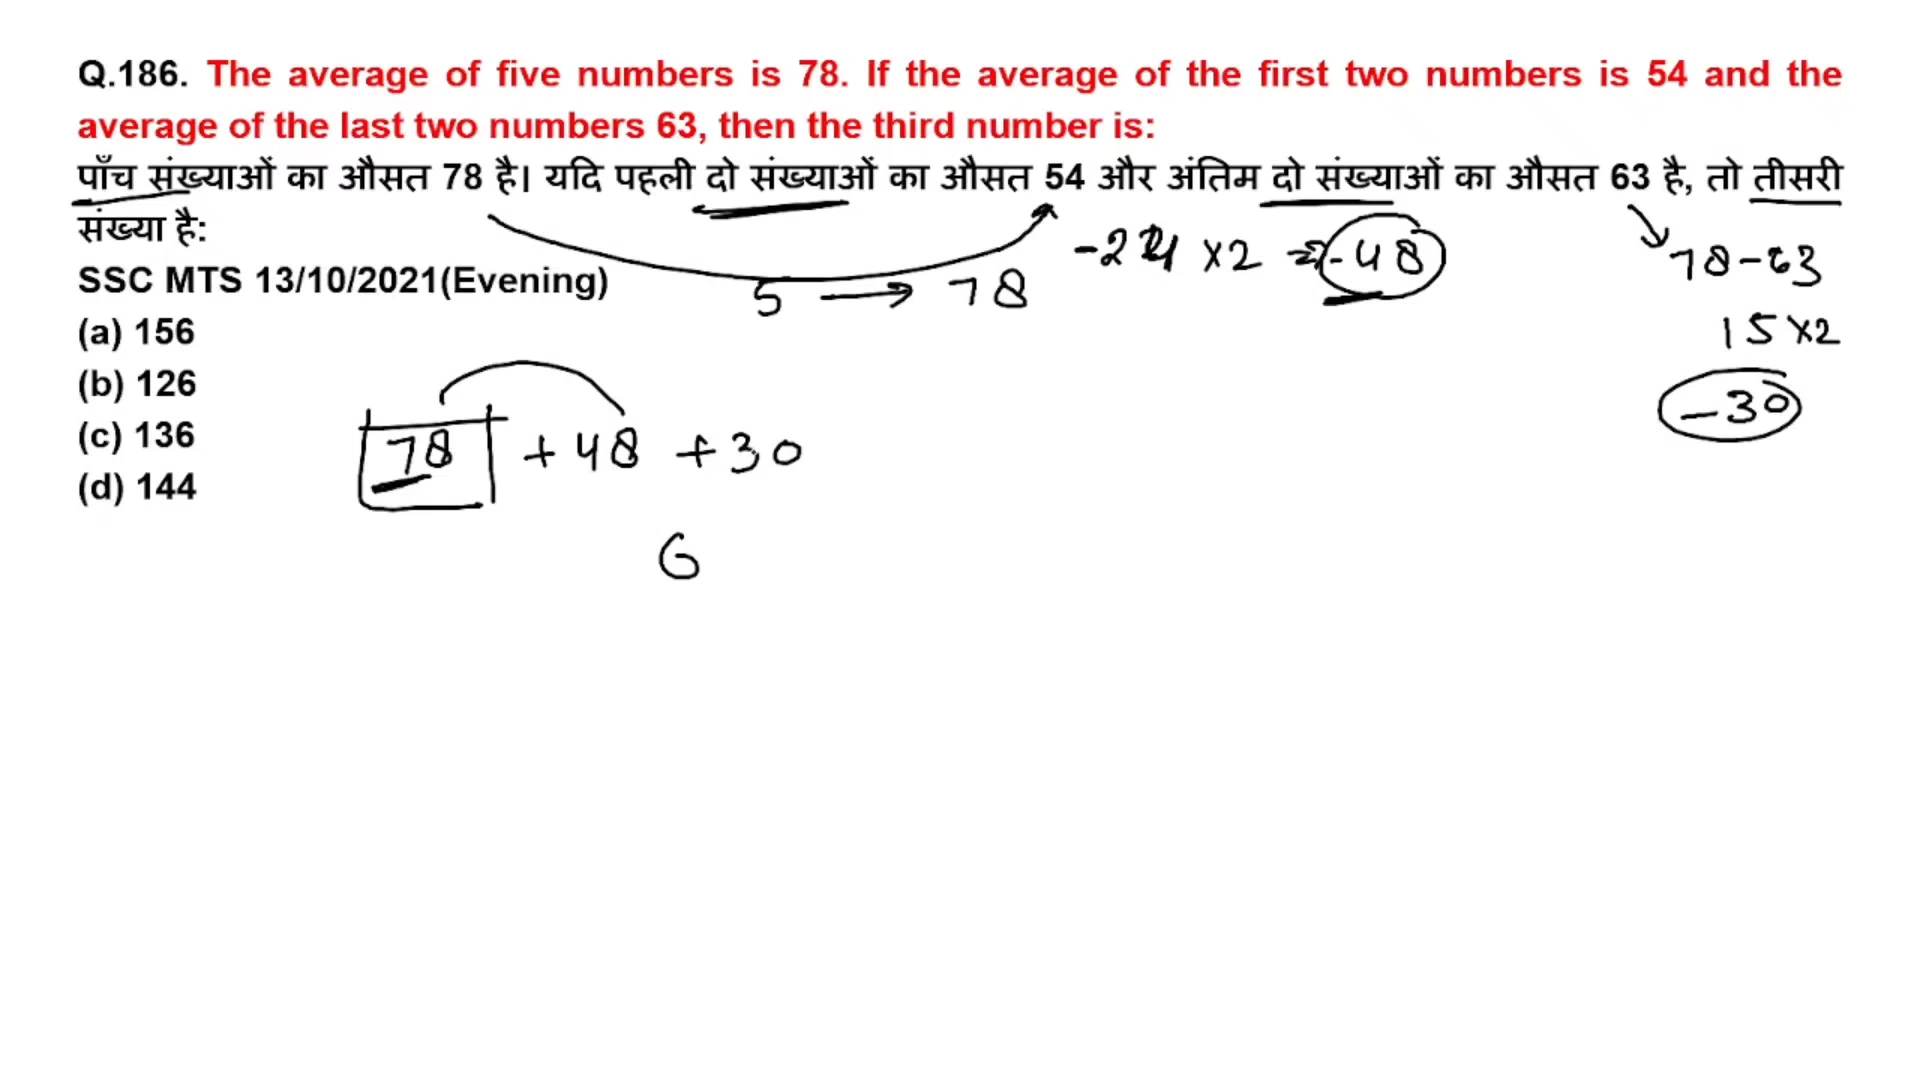 Q.186. The average of five numbers is 78. If the average of the first two numbers is 54 and the
average of the last two numbers 63, then the third number is:
पाँच संख्याओं का औसत 78 है। यदि पहली दो संख्याओं का औसत 54 और अंतिम दो संख्याओं का औसत 63 है, तो तीसरी
संख्या है:
-24 ×2 ⇒ -48
78-63
SSC MTS 13/10/2021(Evening)
5 → 78
(a) 156
15×2
(b) 126
-30
(c) 136
78 + 48 + 30
(d) 144
6